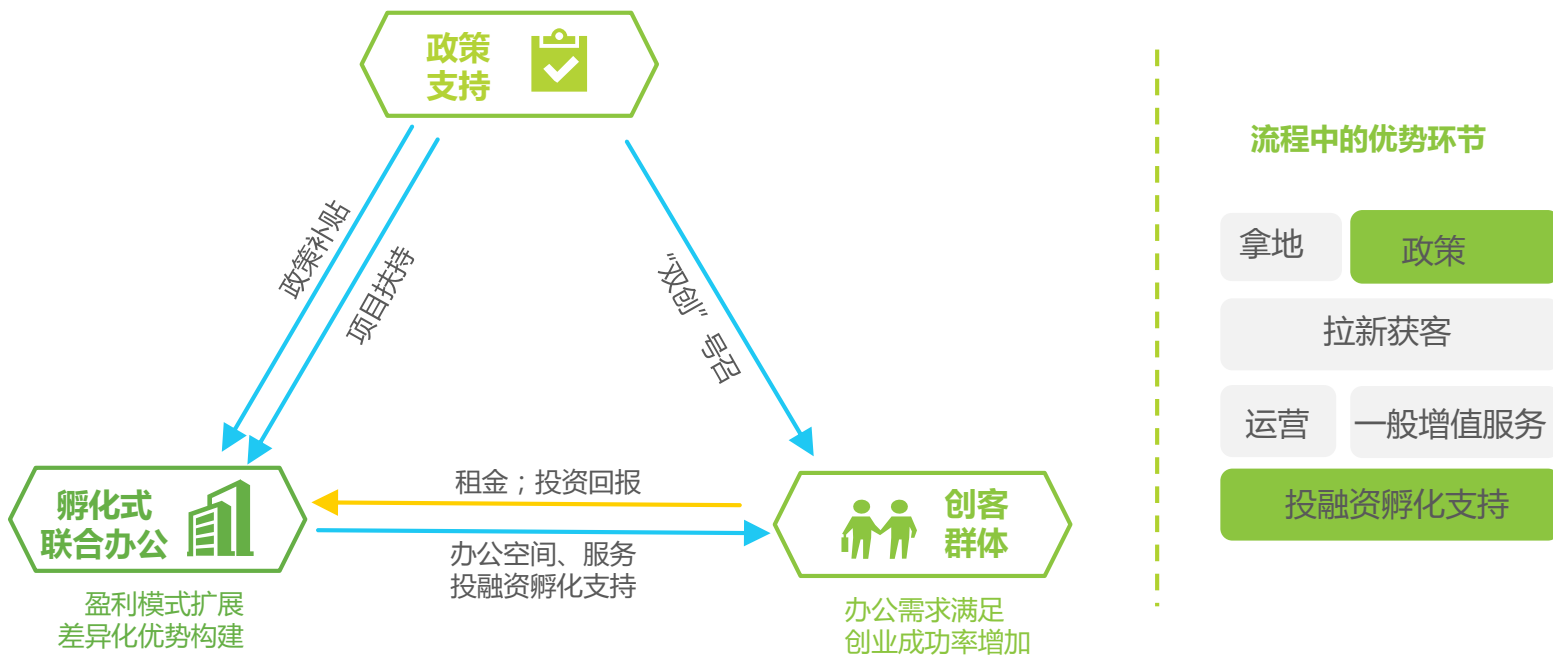 政策
支持
政策补贴
项目扶持
“双创”号召
孵化式
联合办公
盈利模式扩展
差异化优势构建
租金；投资回报
办公空间、服务
投融资孵化支持
创客
群体
办公需求满足
创业成功率增加
流程中的优势环节
拿地
政策
拉新获客
运营
一般增值服务
投融资孵化支持